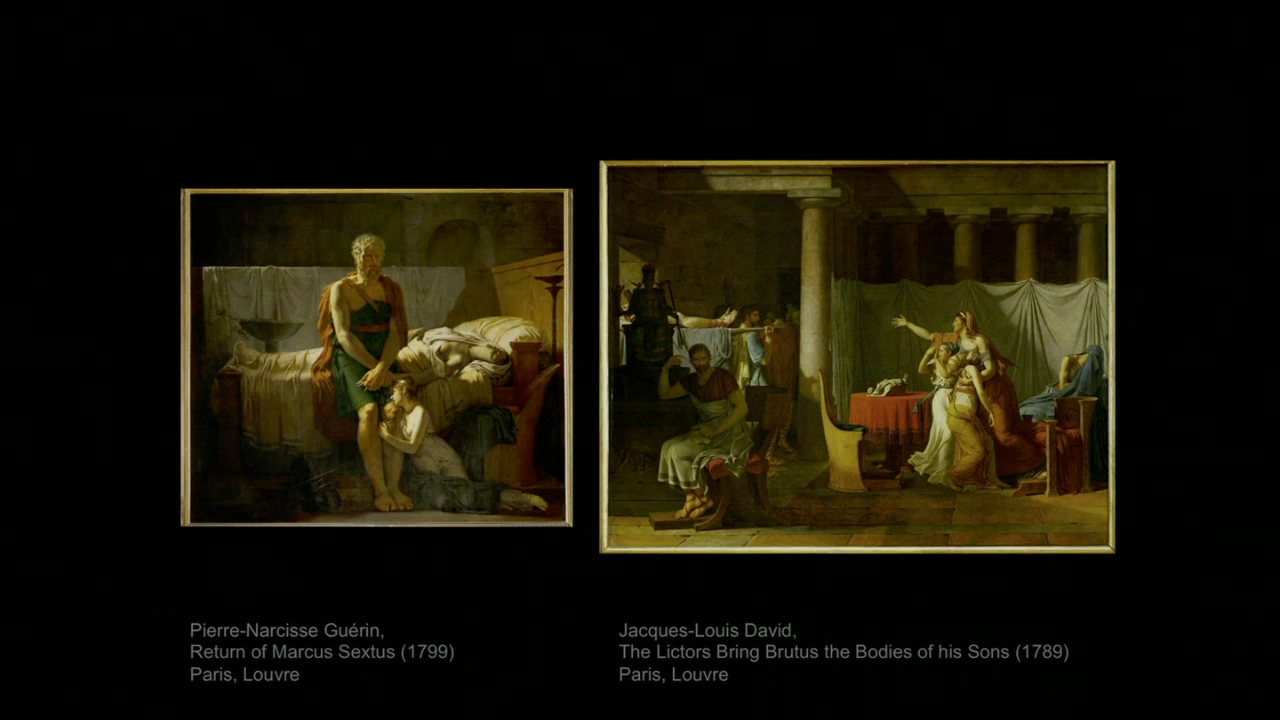 Pierre-Narcisse Guérin,
Return of Marcus Sextus (1799)
Paris, Louvre
Jacques-Louis David,
The Lictors Bring Brutus the Bodies of his Sons (1789)
Paris, Louvre